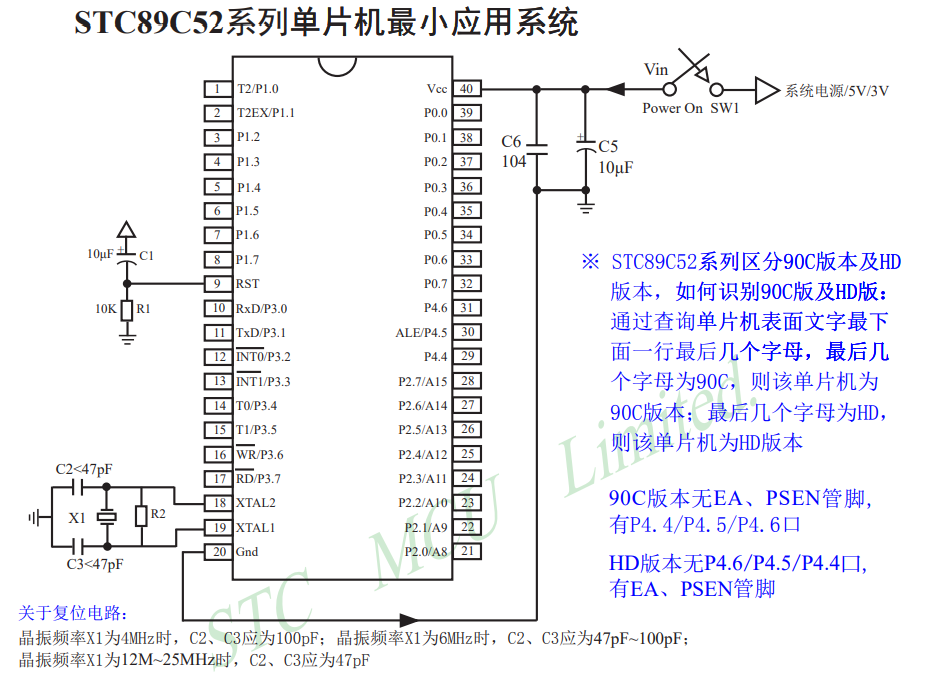 STC89C52系列单片机最小应用系统
1 T2/P1.0
2 T2EX/P1.1
3 P1.2
4 P1.3
5 P1.4
6 P1.5
7 P1.6
8 P1.7
9 RST
10 RxD/P3.0
11 TxD/P3.1
12 INT0/P3.2
13 INT1/P3.3
14 T0/P3.4
15 T1/P3.5
16 WR/P3.6
17 RD/P3.7
18 XTAL2
19 XTAL1
20 Gnd
Vcc 40
P0.0 39
P0.1 38
P0.2 37
P0.3 36
P0.4 35
P0.5 34
P0.6 33
P0.7 32
P4.6 31
ALE/P4.5 30
P4.4 29
P2.7/A15 28
P2.6/A14 27
P2.5/A13 26
P2.4/A12 25
P2.3/A11 24
P2.2/A10 23
P2.1/A9 22
P2.0/A8 21
10μF + C1
10K R1
C2<47pF
X1 R2
C3<47pF
Vin
系统电源/5V/3V
Power On SW1
C6
104
+
C5
10μF
※ STC89C52系列区分90C版本及HD
版本，如何识别90C版及HD版：
通过查询单片机表面文字最下
面一行最后几个字母，最后几
个字母为90C，则该单片机为
90C版本；最后几个字母为HD，
则该单片机为HD版本
90C版本无EA、PSEN管脚，
有P4.4/P4.5/P4.6口
HD版本无P4.6/P4.5/P4.4口，
有EA、PSEN管脚
STC MCU Limited.
关于复位电路：
晶振频率X1为4MHz时，C2、C3应为100pF；晶振频率X1为6MHz时，C2、C3应为47pF~100pF；
晶振频率X1为12M~25MHz时，C2、C3应为47pF